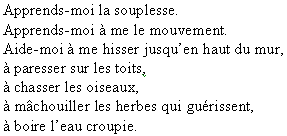 Apprends-moi la souplesse.
Apprends-moi à me le mouvement.
Aide-moi à me hisser jusqu'en haut du mur,
à paresser sur les toits,
à chasser les oiseaux,
à mâchouiller les herbes qui guérissent,
à boire l'eau croupie.